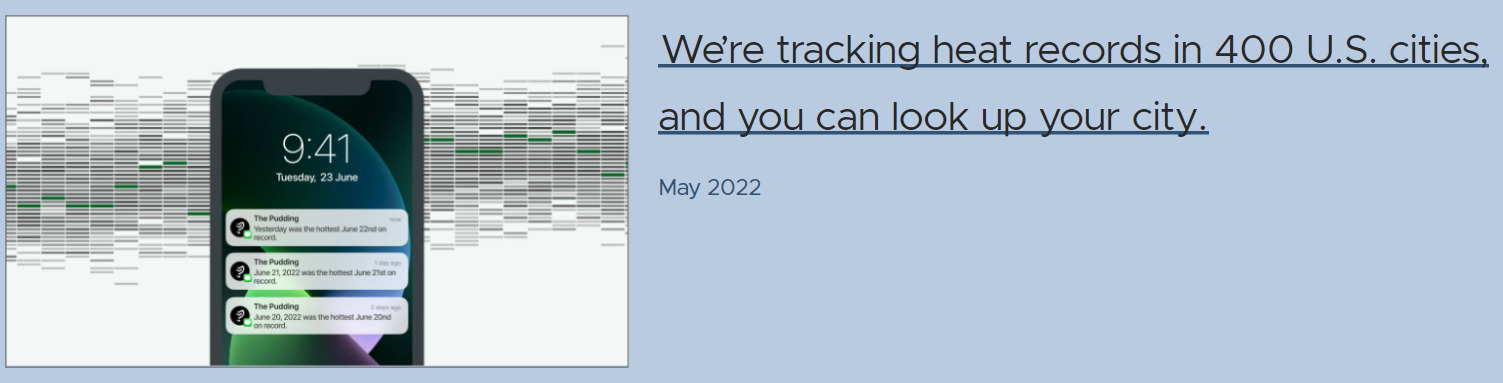 We're tracking heat records in 400 U.S. cities,
and you can look up your city.
May 2022
9:41
Tuesday, 23 June
The Pudding now
Yesterday was the hottest June 22nd on
record.
The Pudding 1 day ago
June 21, 2022 was the hottest June 21st on
record.
The Pudding 2 days ago
June 20, 2022 was the hottest June 20nd
on record.